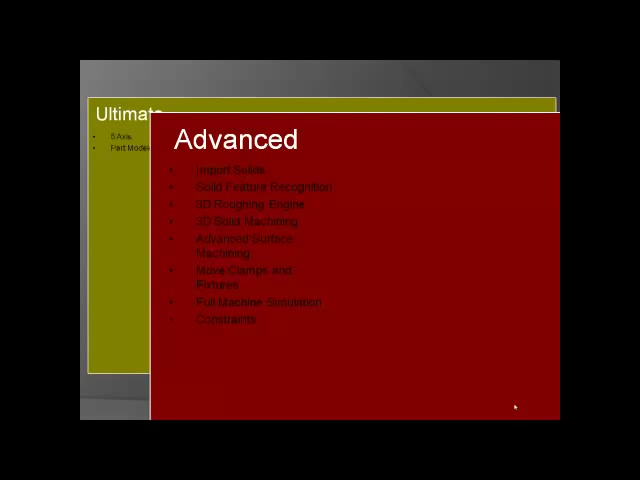 Ultimate
• 5 Axis
• Part Model
Advanced
• Import Solids
• Solid Feature Recognition
• 3D Roughing Engine
• 3D Solid Machining
• Advanced Surface
Machining
• Move Clamps and
Fixtures
• Full Machine Simulation
• Constraints